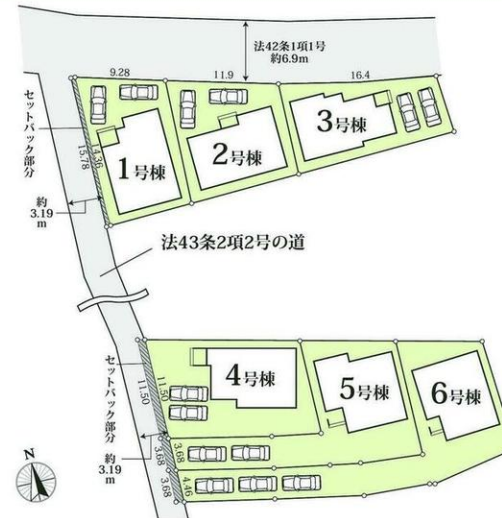 法42条1項1号
約6.9m
9.28
11.9
16.4
セットバック部分
14.36
15.78
1号棟
2号棟
3号棟
約
3.19
m
法43条2項2号の道
セットバック部分
11.50
11.50
4号棟
5号棟
6号棟
約
3.19
m
3.68
3.68
3.68
4.46
N